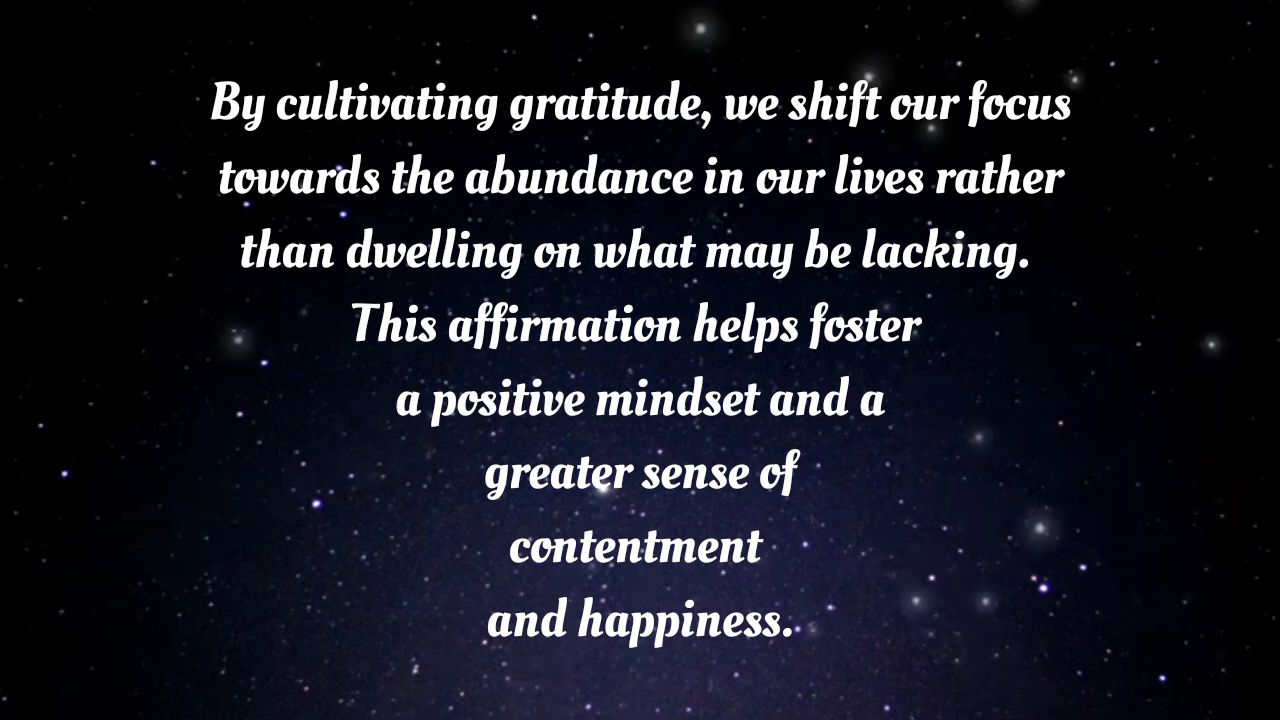 By cultivating gratitude, we shift our focus
towards the abundance in our lives rather
than dwelling on what may be lacking.
This affirmation helps foster
a positive mindset and a
greater sense of
contentment
and happiness.